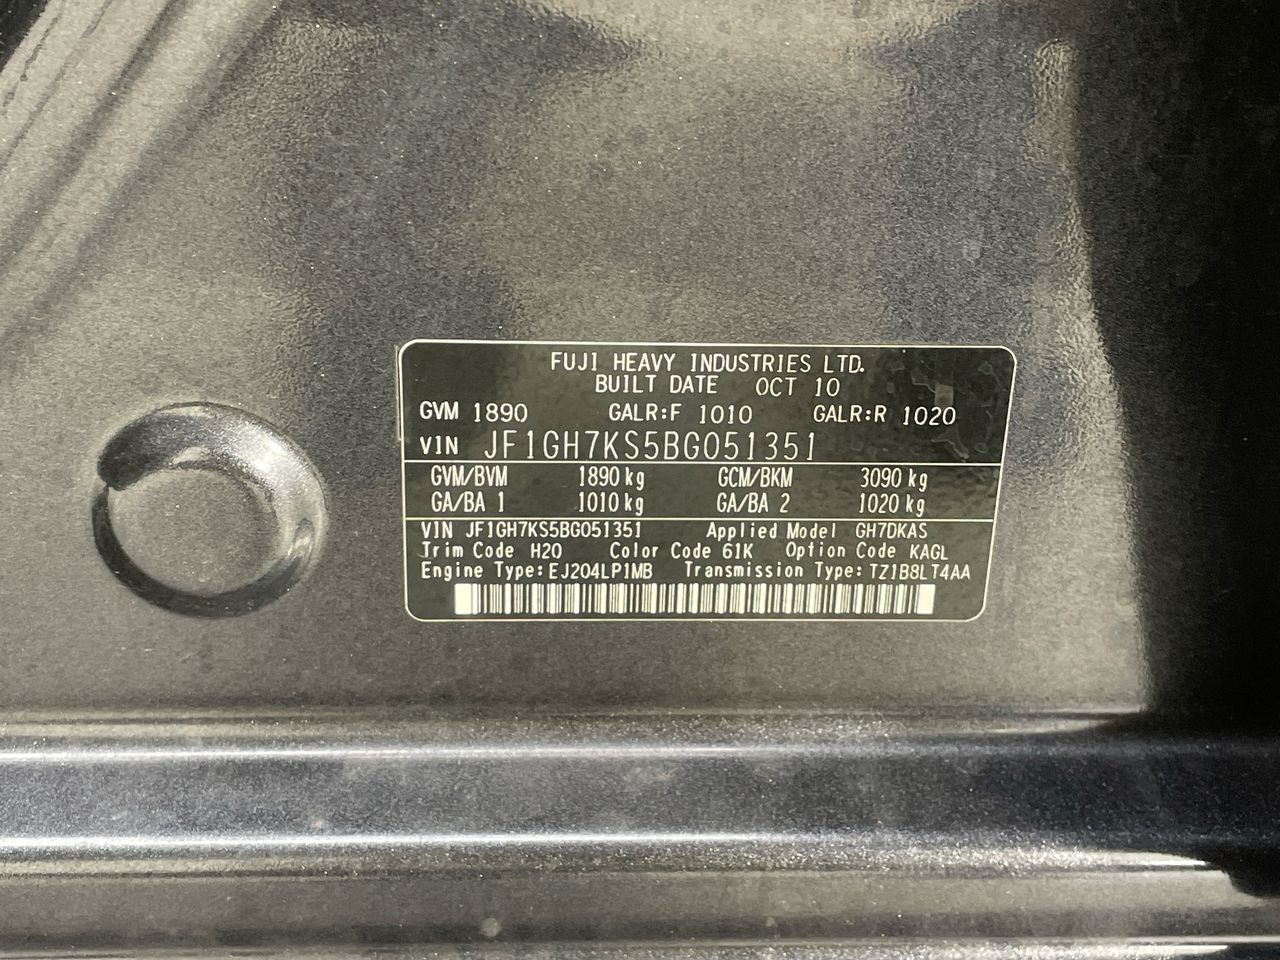 FUJI HEAVY INDUSTRIES LTD.
BUILT DATE OCT 10
GVM 1890 GALR:F 1010 GALR:R 1020
VIN JF1GH7KS5BG051351
GVM/BVM 1890 kg GCM/BKM 3090 kg
GA/BA 1 1010 kg GA/BA 2 1020 kg
VIN JF1GH7KS5BG051351 Applied Model GH7DKAS
Trim Code H20 Color Code 61K Option Code KAGL
Engine Type:EJ204LP1MB Transmission Type:TZ1B8LT4AA